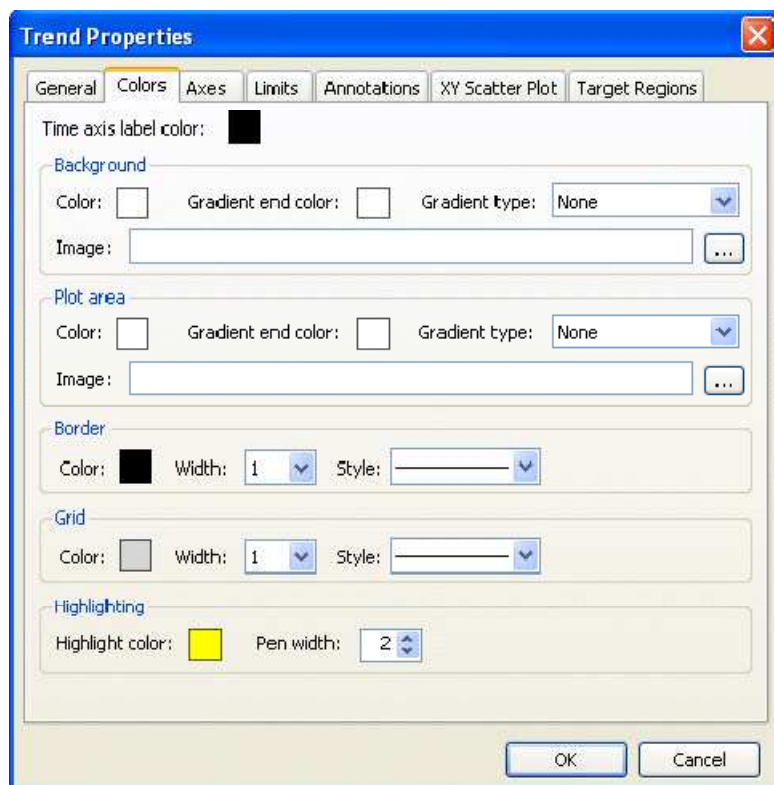 Trend Properties
General Colors Axes Limits Annotations XY Scatter Plot Target Regions
Time axis label color:
Background
Color: Gradient end color: Gradient type: None
Image: ...
Plot area
Color: Gradient end color: Gradient type: None
Image: ...
Border
Color: Width: 1 Style:
Grid
Color: Width: 1 Style:
Highlighting
Highlight color: Pen width: 2
OK Cancel